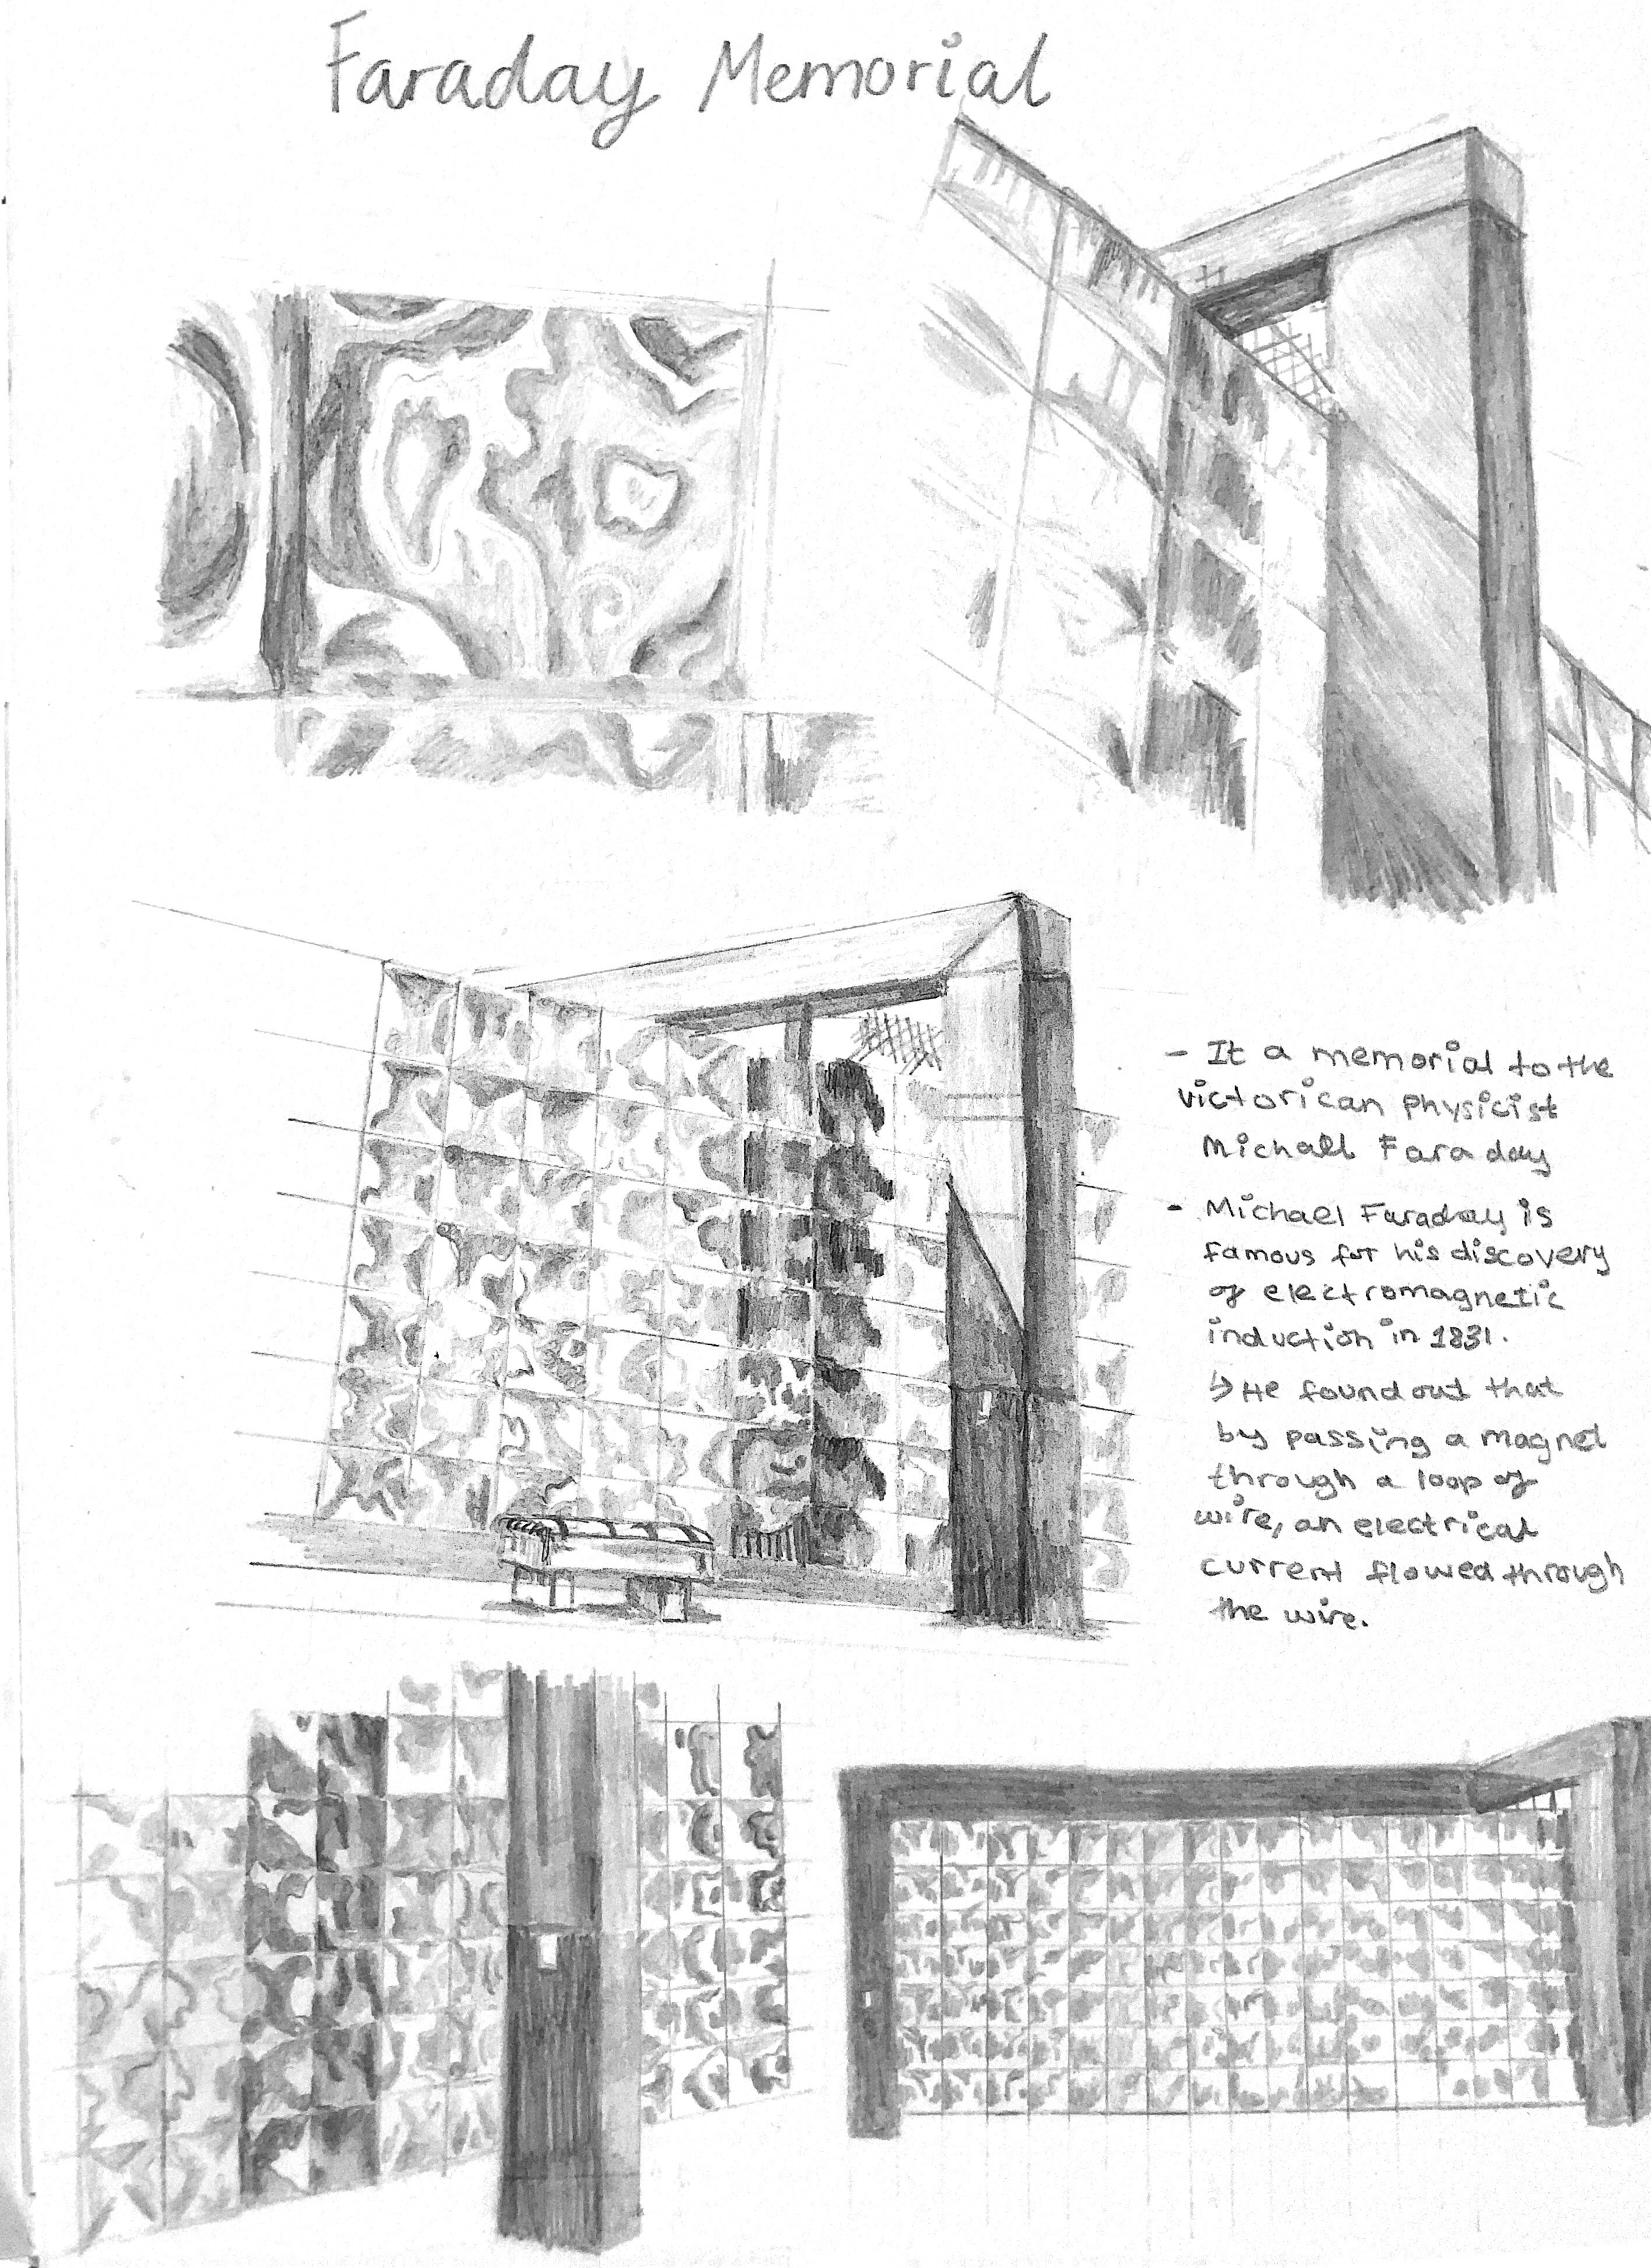 Faraday Memorial
- It a memorial to the
victorican physicist
Michall Faraday
- Michael Faraday is
famous for his discovery
of electromagnetic
induction in 1831.
↳ He found out that
by passing a magnet
through a loop of
wire, an electrical
current flowed through
the wire.